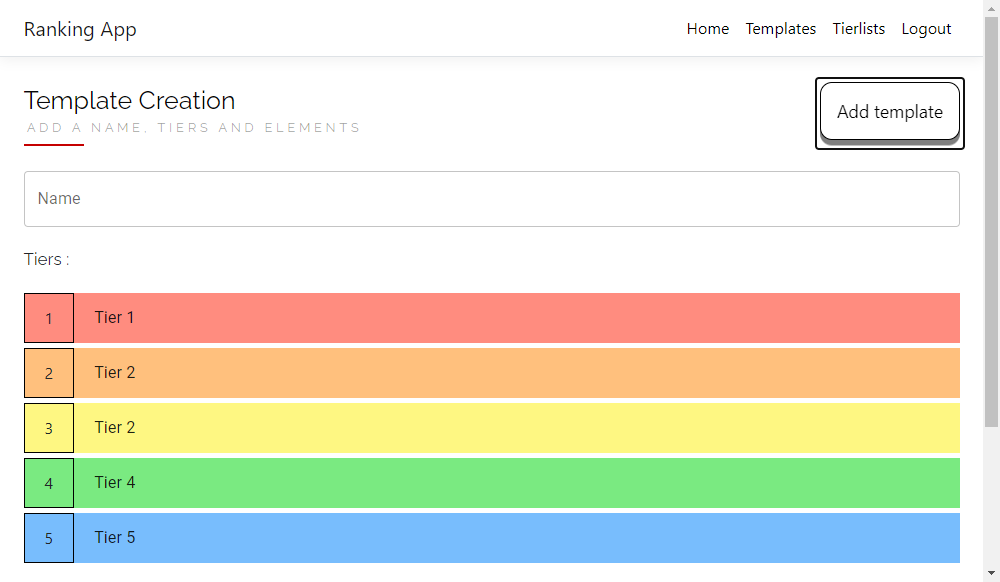 Ranking App
Home Templates Tierlists Logout
Template Creation
ADD A NAME, TIERS AND ELEMENTS
Add template
Name
Tiers :
1 Tier 1
2 Tier 2
3 Tier 2
4 Tier 4
5 Tier 5